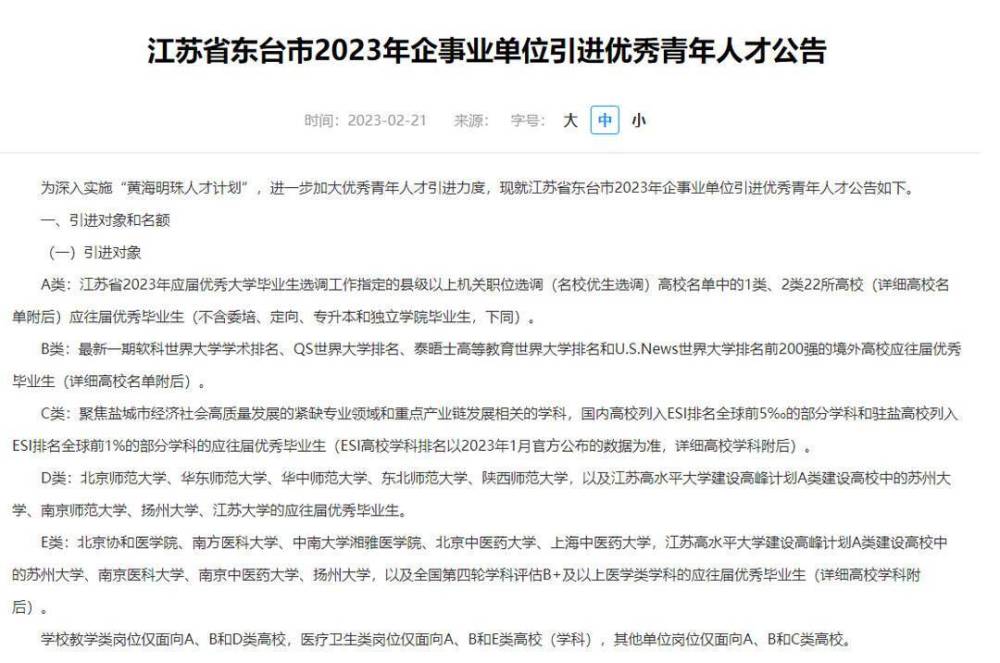 江苏省东台市2023年企事业单位引进优秀青年人才公告
时间：2023-02-21 来源： 字号： 大 中 小
为深入实施“黄海明珠人才计划”，进一步加大优秀青年人才引进力度，现就江苏省东台市2023年企事业单位引进优秀青年人才公告如下。
一、引进对象和名额
（一）引进对象
A类：江苏省2023年应届优秀大学毕业生选调工作指定的县级以上机关职位选调（名校优生选调）高校名单中的1类、2类22所高校（详细高校名
单附后）应往届优秀毕业生（不含委培、定向、专升本和独立学院毕业生，下同）。
B类：最新一期软科世界大学学术排名、QS世界大学排名、泰晤士高等教育世界大学排名和U.S.News世界大学排名前200强的境外高校应往届优秀
毕业生（详细高校名单附后）。
C类：聚焦盐城市经济社会高质量发展的紧缺专业领域和重点产业链发展相关的学科，国内高校列入ESI排名全球前5‰的部分学科和驻盐高校列入
ESI排名全球前1%的部分学科的应往届优秀毕业生（ESI高校学科排名以2023年1月官方公布的数据为准，详细高校学科附后）。
D类：北京师范大学、华东师范大学、华中师范大学、东北师范大学、陕西师范大学，以及江苏高水平大学建设高峰计划A类建设高校中的苏州大
学、南京师范大学、扬州大学、江苏大学的应往届优秀毕业生。
E类：北京协和医学院、南方医科大学、中南大学湘雅医学院、北京中医药大学、上海中医药大学，江苏高水平大学建设高峰计划A类建设高校中
的苏州大学、南京医科大学、南京中医药大学、扬州大学，以及全国第四轮学科评估B+及以上医学类学科的应往届优秀毕业生（详细高校学科附
后）。
学校教学类岗位仅面向A、B和D类高校，医疗卫生类岗位仅面向A、B和E类高校（学科），其他单位岗位仅面向A、B和C类高校。